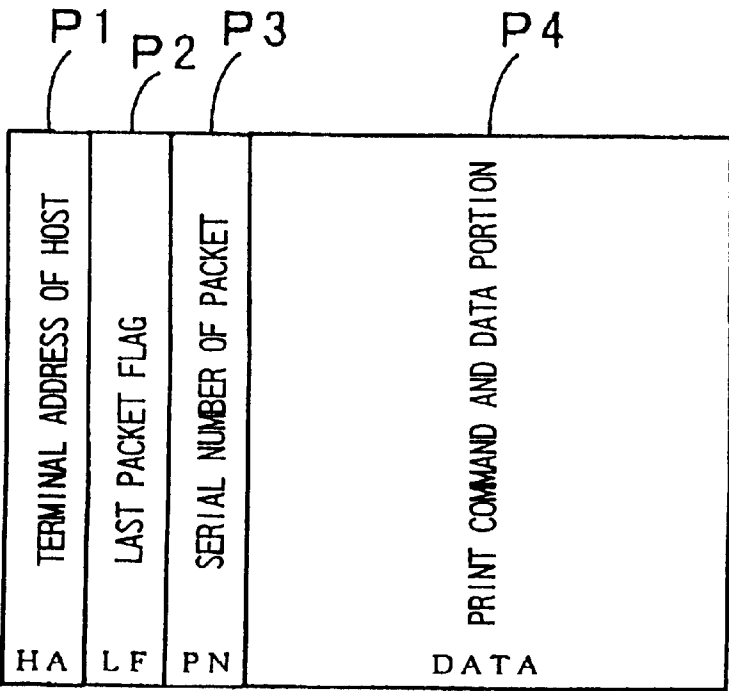 P1
P2
P3
P4
TERMINAL ADDRESS OF HOST
LAST PACKET FLAG
SERIAL NUMBER OF PACKET
PRINT COMMAND AND DATA PORTION
HA
LF
PN
DATA